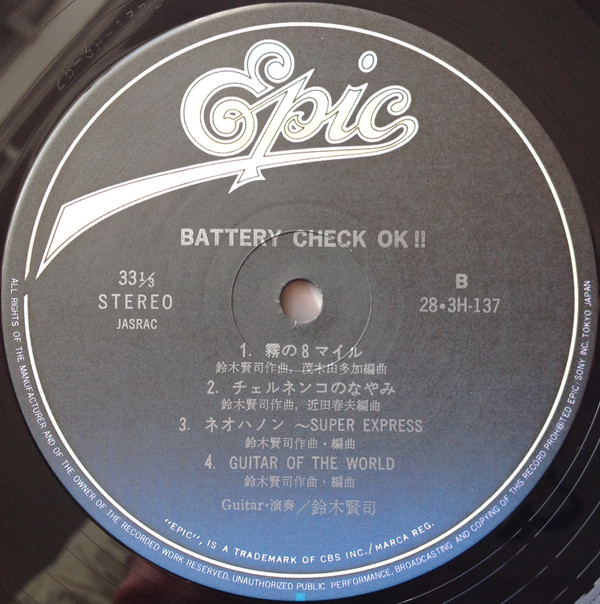 28-3H-137
Epic
BATTERY CHECK OK!!
33⅓
STEREO
JASRAC
B
28•3H-137
1. 霧の8マイル
鈴木賢司作曲, 茂木由多加編曲
2. チェルネンコのなやみ
鈴木賢司作曲, 近田春夫編曲
3. ネオハノン 〜SUPER EXPRESS
鈴木賢司作曲・編曲
4. GUITAR OF THE WORLD
鈴木賢司作曲・編曲
Guitar・演奏/鈴木賢司
"EPIC", IS A TRADEMARK OF CBS INC./MARCA REG.
ALL RIGHTS OF THE MANUFACTURER AND OF THE OWNER OF THE RECORDED WORK RESERVED, UNAUTHORIZED PUBLIC PERFORMANCE, BROADCASTING AND COPYING OF THIS RECORD PROHIBITED EPIC·SONY INC. TOKYO JAPAN